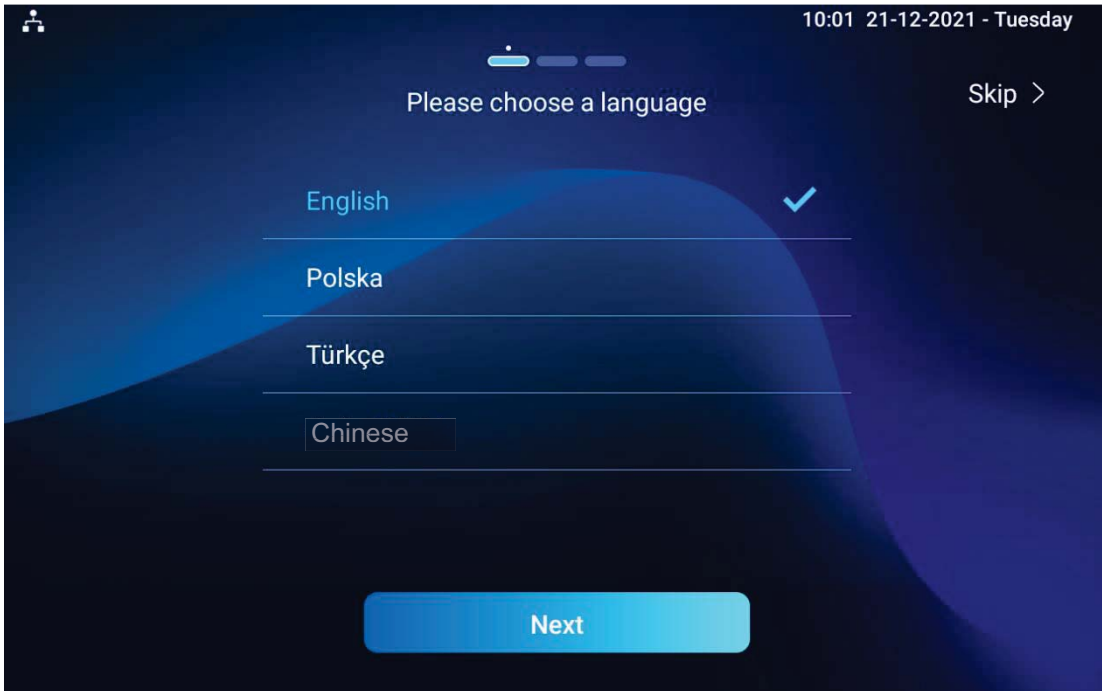 10:01 21-12-2021 - Tuesday
Please choose a language
Skip >
English
Polska
Türkçe
Chinese
Next